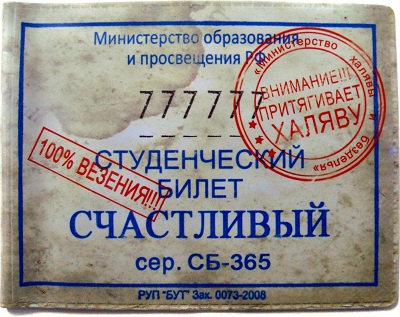 Министерство образования
и просвещения РФ
777777
«Министерство халявы и безделья»
ВНИМАНИЕ!!!
ПРИТЯГИВАЕТ
ХАЛЯВУ
100% ВЕЗЕНИЯ!!!
СТУДЕНЧЕСКИЙ
БИЛЕТ
СЧАСТЛИВЫЙ
сер. СБ-365
РУП "БУТ" Зак. 0073-2008